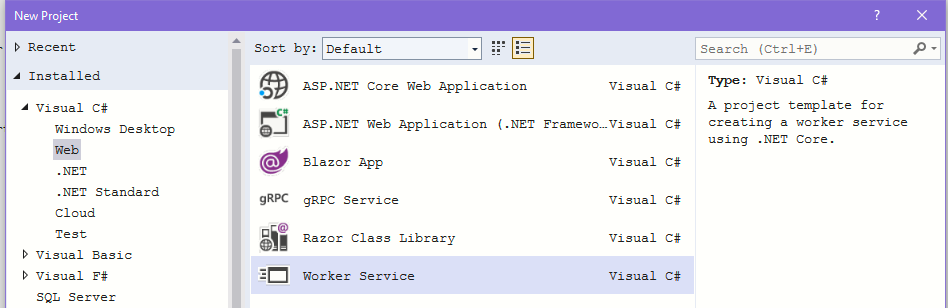 New Project
Recent
Installed
Visual C#
Windows Desktop
Web
.NET
.NET Standard
Cloud
Test
Visual Basic
Visual F#
SQL Server
Sort by: Default
ASP.NET Core Web Application Visual C#
ASP.NET Web Application (.NET Framewo... Visual C#
Blazor App Visual C#
gRPC gRPC Service Visual C#
Razor Class Library Visual C#
Worker Service Visual C#
Search (Ctrl+E)
Type: Visual C#
A project template for
creating a worker service
using .NET Core.